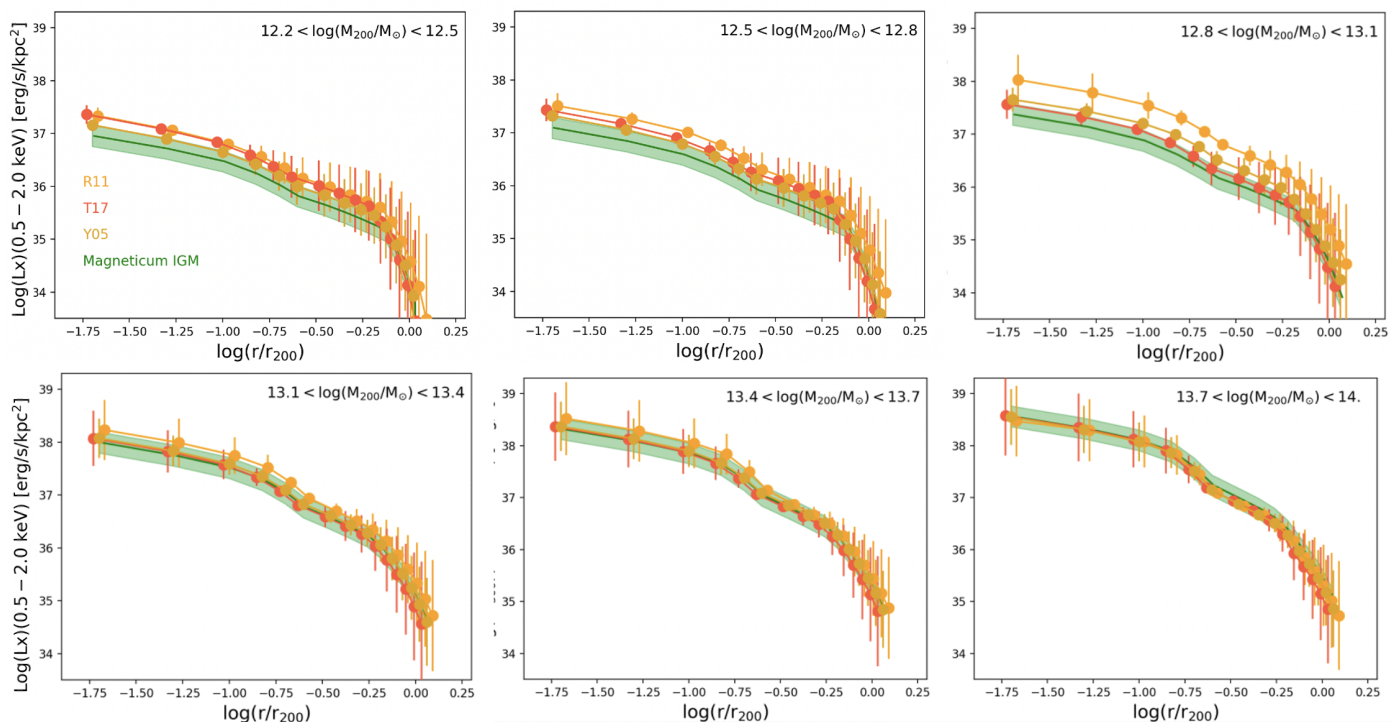 12.2 < log(M₂₀₀/M☉) < 12.5
39
38
37
36
35
34
Log(Lx)(0.5 − 2.0 keV) [erg/s/kpc²]
R11
T17
Y05
Magneticum IGM
−1.75 −1.50 −1.25 −1.00 −0.75 −0.50 −0.25 0.00 0.25
log(r/r₂₀₀)
12.5 < log(M₂₀₀/M☉) < 12.8
39
38
37
36
35
34
−1.75 −1.50 −1.25 −1.00 −0.75 −0.50 −0.25 0.00 0.25
log(r/r₂₀₀)
12.8 < log(M₂₀₀/M☉) < 13.1
39
38
37
36
35
34
−1.75 −1.50 −1.25 −1.00 −0.75 −0.50 −0.25 0.00 0.25
log(r/r₂₀₀)
13.1 < log(M₂₀₀/M☉) < 13.4
39
38
37
36
35
34
Log(Lx)(0.5 − 2.0 keV) [erg/s/kpc²]
−1.75 −1.50 −1.25 −1.00 −0.75 −0.50 −0.25 0.00 0.25
log(r/r₂₀₀)
13.4 < log(M₂₀₀/M☉) < 13.7
39
38
37
36
35
34
−1.75 −1.50 −1.25 −1.00 −0.75 −0.50 −0.25 0.00 0.25
log(r/r₂₀₀)
13.7 < log(M₂₀₀/M☉) < 14.
39
38
37
36
35
34
−1.75 −1.50 −1.25 −1.00 −0.75 −0.50 −0.25 0.00 0.25
log(r/r₂₀₀)